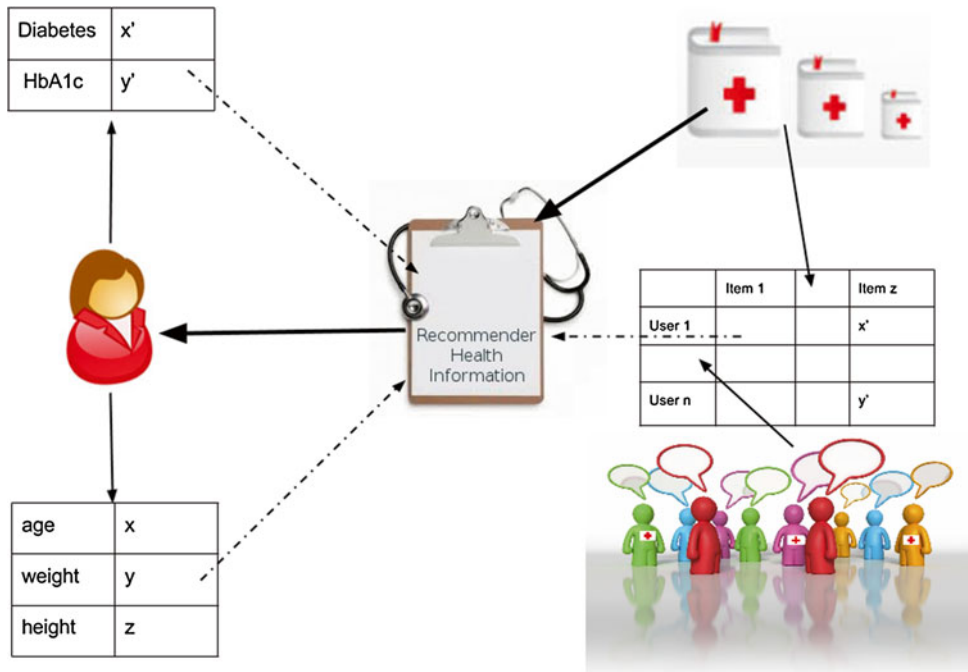 Diabetes x'
HbA1c y'
Item 1 Item z
User 1 x'
User n y'
Recommender
Health
Information
age x
weight y
height z